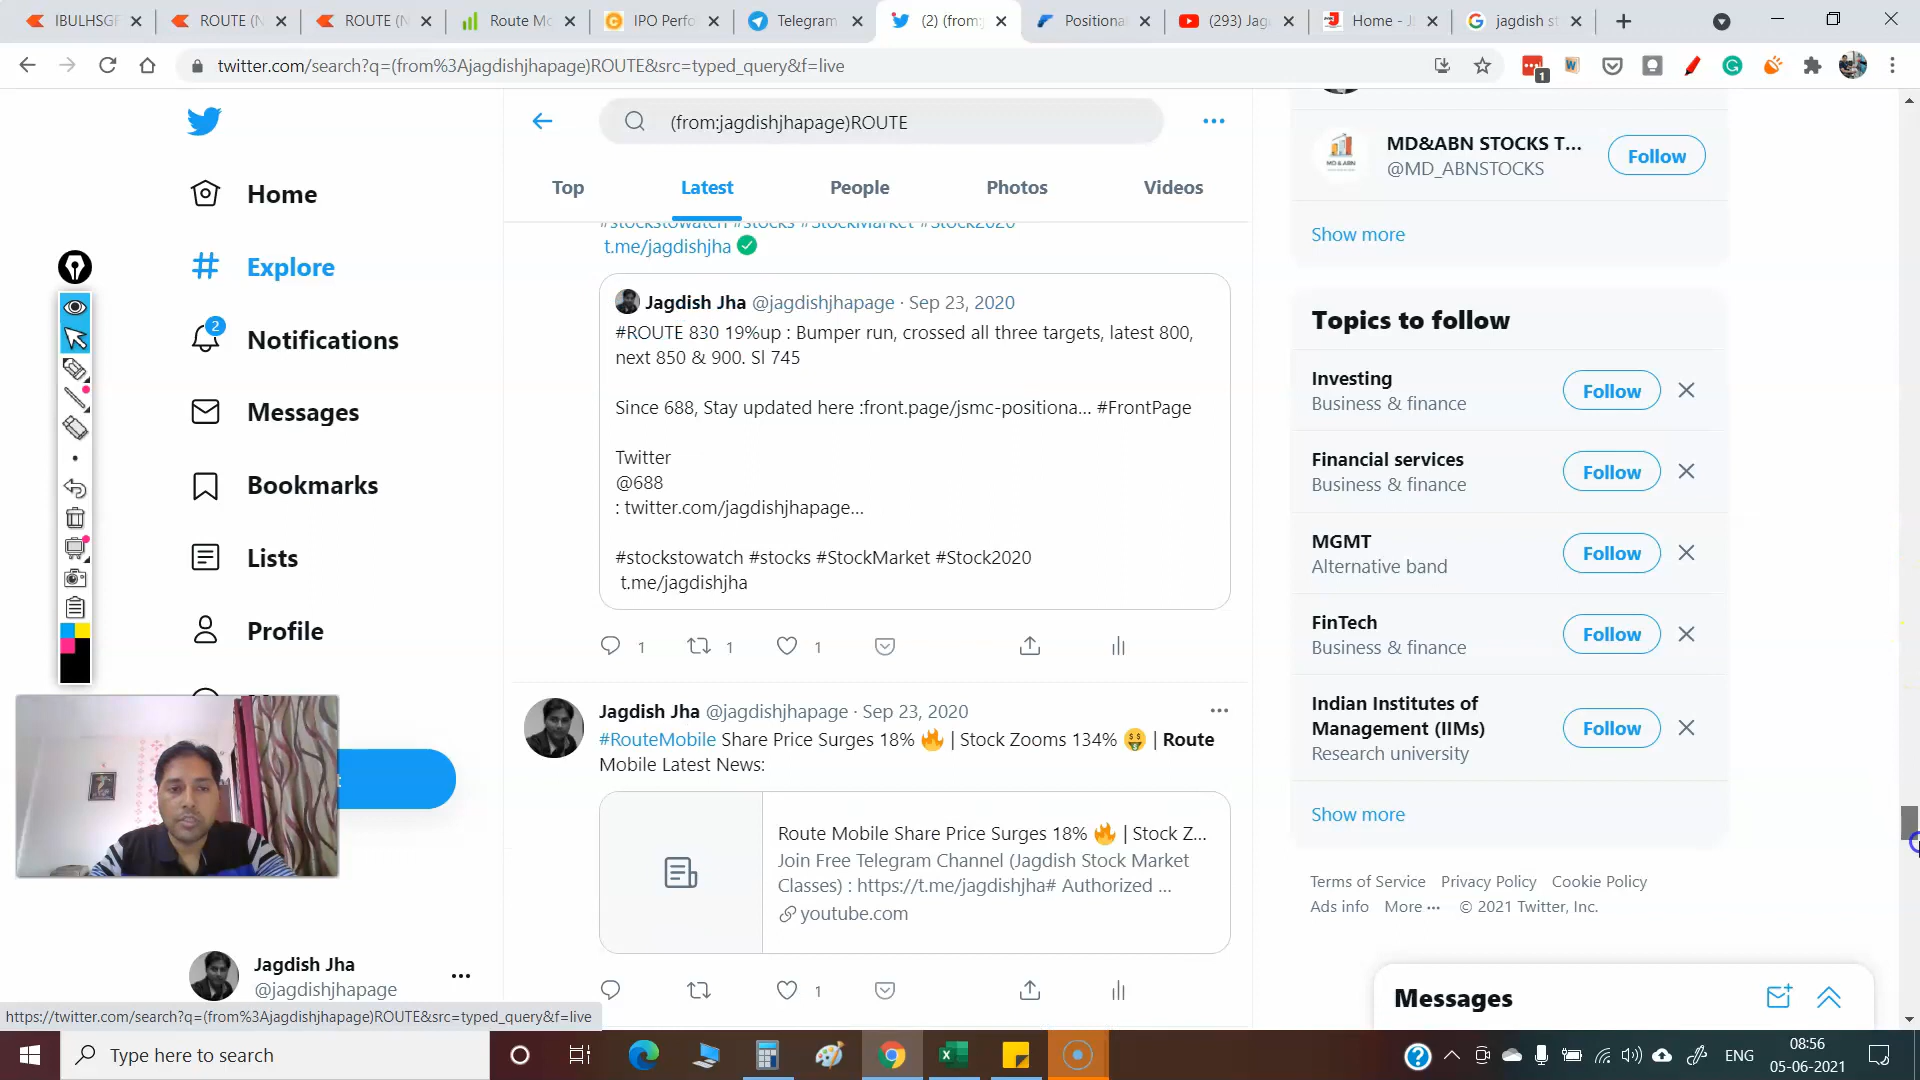 IBULHSGF
ROUTE (N
ROUTE (N
Route Mo
IPO Perfo
Telegram
(2) (from:
Positiona
(293) Jag
Home - J
jagdish st
twitter.com/search?q=(from%3Ajagdishjhapage)ROUTE&src=typed_query&f=live
1
(from:jagdishjhapage)ROUTE
Top
Latest
People
Photos
Videos
Home
Explore
2
Notifications
Messages
Bookmarks
Lists
Profile
#stockstowatch #stocks #StockMarket #Stock2020
t.me/jagdishjha
Jagdish Jha @jagdishjhapage · Sep 23, 2020
#ROUTE 830 19%up : Bumper run, crossed all three targets, latest 800,
next 850 & 900. Sl 745
Since 688, Stay updated here :front.page/jsmc-positiona... #FrontPage
Twitter
@688
: twitter.com/jagdishjhapage...
#stockstowatch #stocks #StockMarket #Stock2020
t.me/jagdishjha
1
1
1
Jagdish Jha @jagdishjhapage · Sep 23, 2020
#RouteMobile Share Price Surges 18% 🔥 | Stock Zooms 134% 🤑 | Route
Mobile Latest News:
Route Mobile Share Price Surges 18% 🔥 | Stock Z...
Join Free Telegram Channel (Jagdish Stock Market
Classes) : https://t.me/jagdishjha# Authorized ...
youtube.com
1
MD&ABN STOCKS T...
@MD_ABNSTOCKS
Follow
Show more
Topics to follow
Investing
Business & finance
Follow
Financial services
Business & finance
Follow
MGMT
Alternative band
Follow
FinTech
Business & finance
Follow
Indian Institutes of
Management (IIMs)
Research university
Follow
Show more
Terms of Service Privacy Policy Cookie Policy
Ads info More ··· © 2021 Twitter, Inc.
Messages
Jagdish Jha
@jagdishjhapage
https://twitter.com/search?q=(from%3Ajagdishjhapage)ROUTE&src=typed_query&f=live
Type here to search
ENG
08:56
05-06-2021